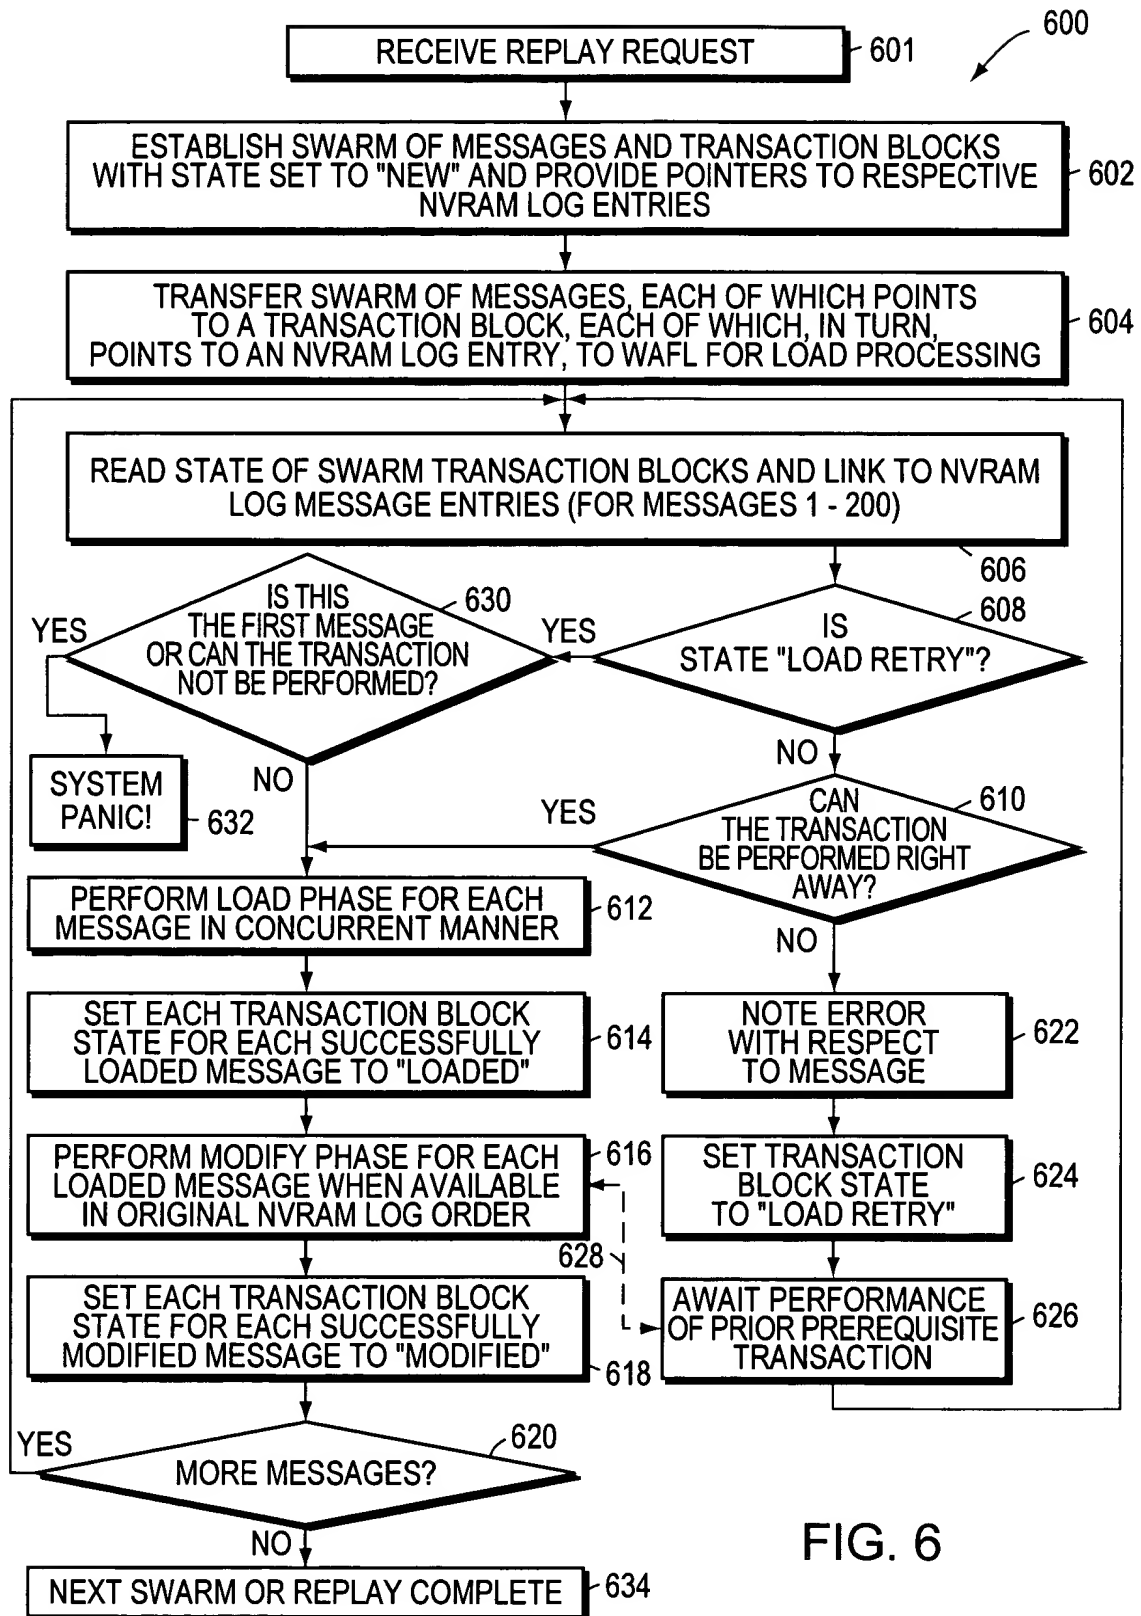 600
RECEIVE REPLAY REQUEST
601
ESTABLISH SWARM OF MESSAGES AND TRANSACTION BLOCKS
WITH STATE SET TO "NEW" AND PROVIDE POINTERS TO RESPECTIVE
NVRAM LOG ENTRIES
602
TRANSFER SWARM OF MESSAGES, EACH OF WHICH POINTS
TO A TRANSACTION BLOCK, EACH OF WHICH, IN TURN,
POINTS TO AN NVRAM LOG ENTRY, TO WAFL FOR LOAD PROCESSING
604
READ STATE OF SWARM TRANSACTION BLOCKS AND LINK TO NVRAM
LOG MESSAGE ENTRIES (FOR MESSAGES 1 - 200)
606
IS
STATE "LOAD RETRY"?
608
YES
NO
IS THIS
THE FIRST MESSAGE
OR CAN THE TRANSACTION
NOT BE PERFORMED?
630
YES
NO
SYSTEM
PANIC!
632
CAN
THE TRANSACTION
BE PERFORMED RIGHT
AWAY?
610
YES
NO
PERFORM LOAD PHASE FOR EACH
MESSAGE IN CONCURRENT MANNER
612
SET EACH TRANSACTION BLOCK
STATE FOR EACH SUCCESSFULLY
LOADED MESSAGE TO "LOADED"
614
NOTE ERROR
WITH RESPECT
TO MESSAGE
622
PERFORM MODIFY PHASE FOR EACH
LOADED MESSAGE WHEN AVAILABLE
IN ORIGINAL NVRAM LOG ORDER
616
SET TRANSACTION
BLOCK STATE
TO "LOAD RETRY"
624
628
SET EACH TRANSACTION BLOCK
STATE FOR EACH SUCCESSFULLY
MODIFIED MESSAGE TO "MODIFIED"
618
AWAIT PERFORMANCE
OF PRIOR PREREQUISITE
TRANSACTION
626
MORE MESSAGES?
620
YES
NO
NEXT SWARM OR REPLAY COMPLETE
634
FIG. 6